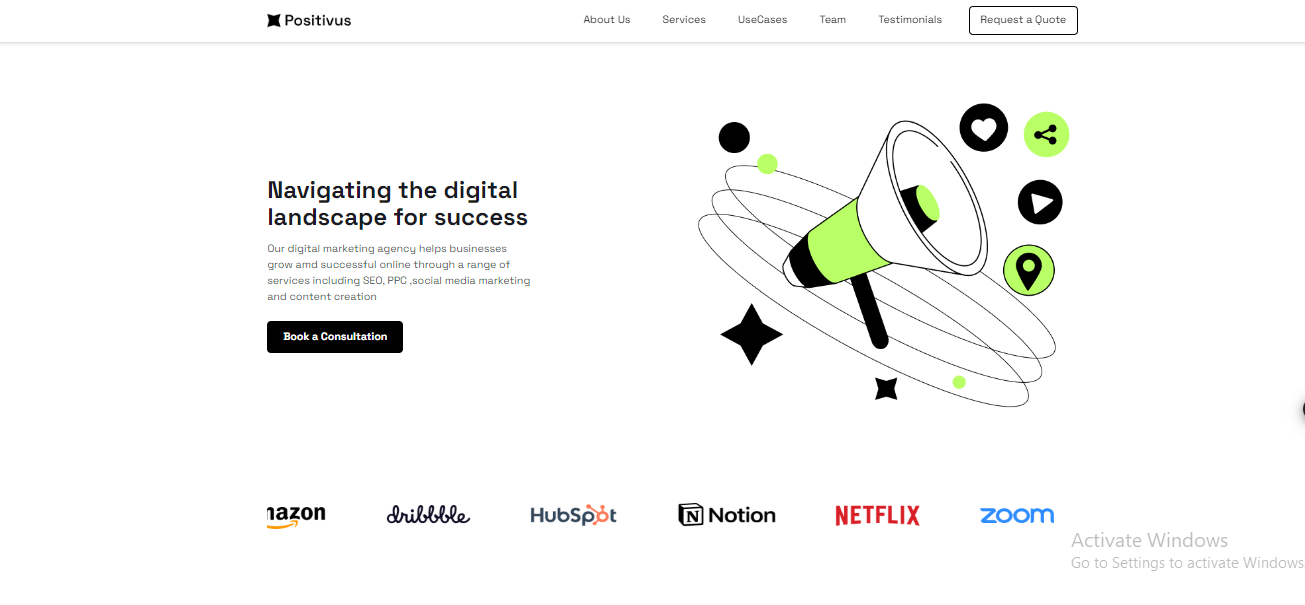 Positivus
About Us
Services
UseCases
Team
Testimonials
Request a Quote
Navigating the digital
landscape for success
Our digital marketing agency helps businesses
grow amd successful online through a range of
services including SEO, PPC ,social media marketing
and content creation
Book a Consultation
mazon
dribbble
HubSpot
Notion
NETFLIX
zoom
Activate Windows
Go to Settings to activate Windows.